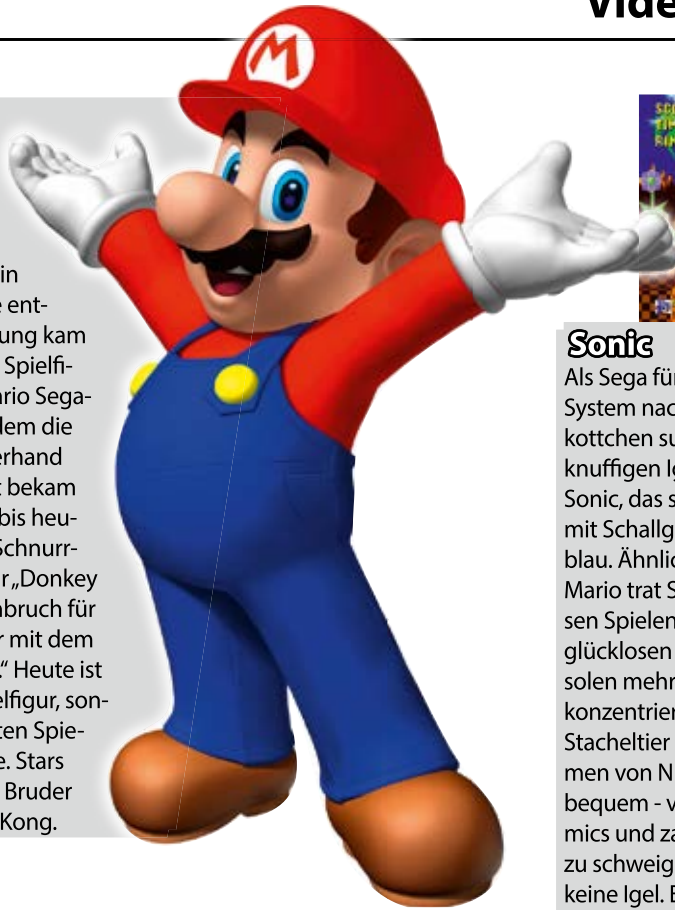 Vide
M
in
e ent-
ung kam
Spielfi-
ario Sega-
dem die
erhand
t bekam
bis heu-
Schnurr-
r „Donkey
nbruch für
r mit dem
.“ Heute ist
elfigur, son-
ten Spie-
e. Stars
Bruder
Kong.
Sonic
Als Sega für
System nac
kottchen su
knuffigen Ig
Sonic, das s
mit Schallg
blau. Ähnlic
Mario trat S
sen Spielen
glücklosen
solen mehr
konzentrier
Stacheltier
men von N
bequem - v
mics und za
zu schweig
keine Igel. E